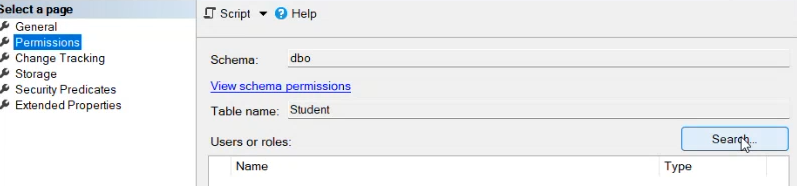 Select a page
General
Permissions
Change Tracking
Storage
Security Predicates
Extended Properties
Script Help
Schema: dbo
View schema permissions
Table name: Student
Users or roles: Search...
Name Type